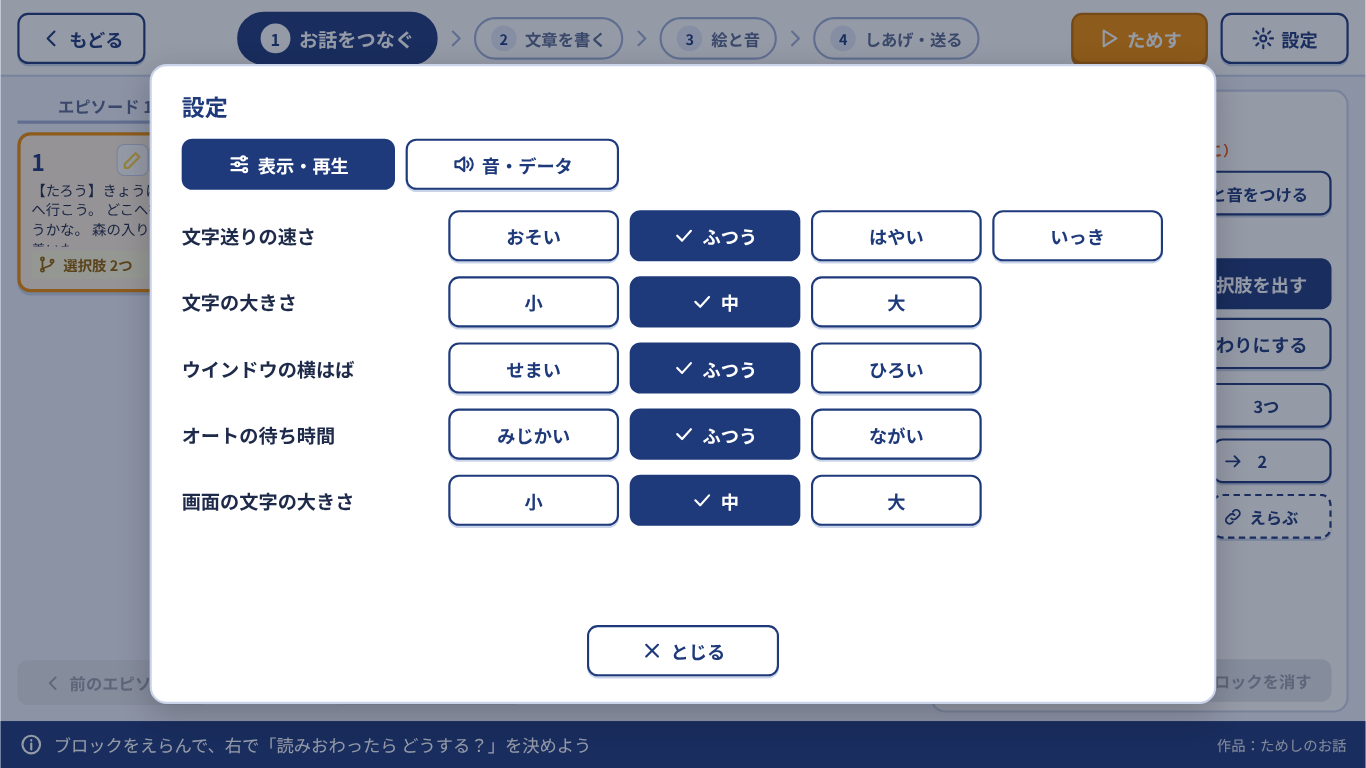 もどる
1 お話をつなぐ
2 文章を書く
3 絵と音
4 しあげ・送る
ためす
設定
エピソード 1
1
【たろう】きょうは
へ行こう。 どこへ
うかな。 森の入り
選択肢 2つ
前のエピソ
設定
表示・再生
音・データ
文字送りの速さ
おそい
ふつう
はやい
いっき
文字の大きさ
小
中
大
ウインドウの横はば
せまい
ふつう
ひろい
オートの待ち時間
みじかい
ふつう
ながい
画面の文字の大きさ
小
中
大
とじる
と音をつける
択肢を出す
わりにする
3つ
→ 2
えらぶ
ロックを消す
ブロックをえらんで、右で「読みおわったら どうする？」を決めよう
作品：ためしのお話